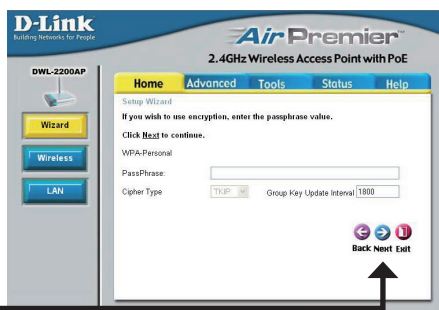 D-Link
Building Networks for People
Air Premier™
2.4GHz Wireless Access Point with PoE
DWL-2200AP
Home Advanced Tools Status Help
Wizard
Wireless
LAN
Setup Wizard
If you wish to use encryption, enter the passphrase value.
Click Next to continue.
WPA-Personal
PassPhrase:
Cipher Type TKIP Group Key Update Interval 1800
Back Next Exit